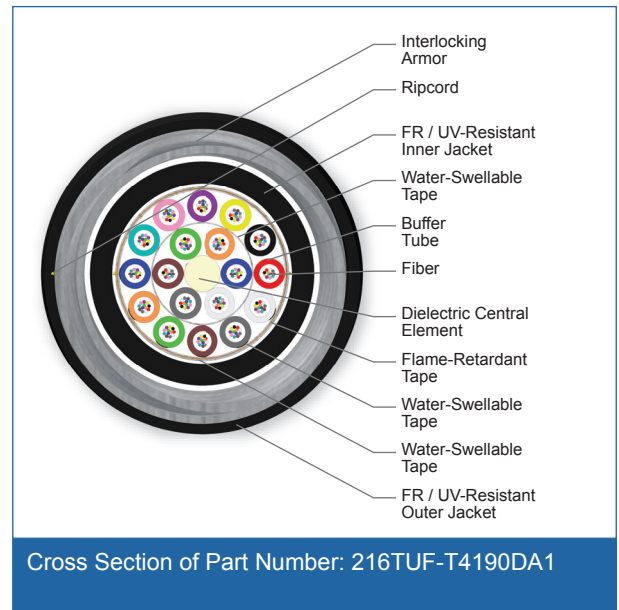 Interlocking
Armor
Ripcord
FR / UV-Resistant
Inner Jacket
Water-Swellable
Tape
Buffer
Tube
Fiber
Dielectric Central
Element
Flame-Retardant
Tape
Water-Swellable
Tape
Water-Swellable
Tape
FR / UV-Resistant
Outer Jacket
Cross Section of Part Number: 216TUF-T4190DA1